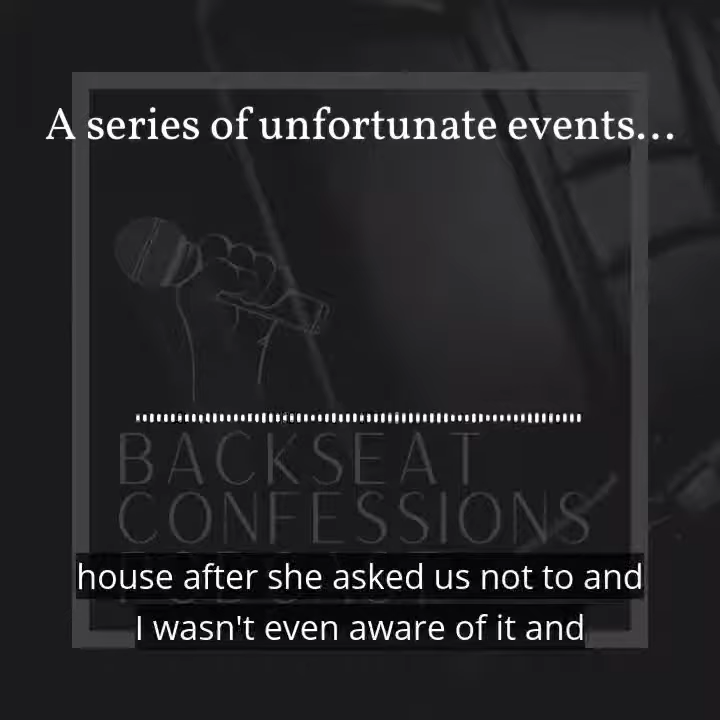 A series of unfortunate events...
BACKSEAT
CONFESSIONS
house after she asked us not to and
I wasn't even aware of it and